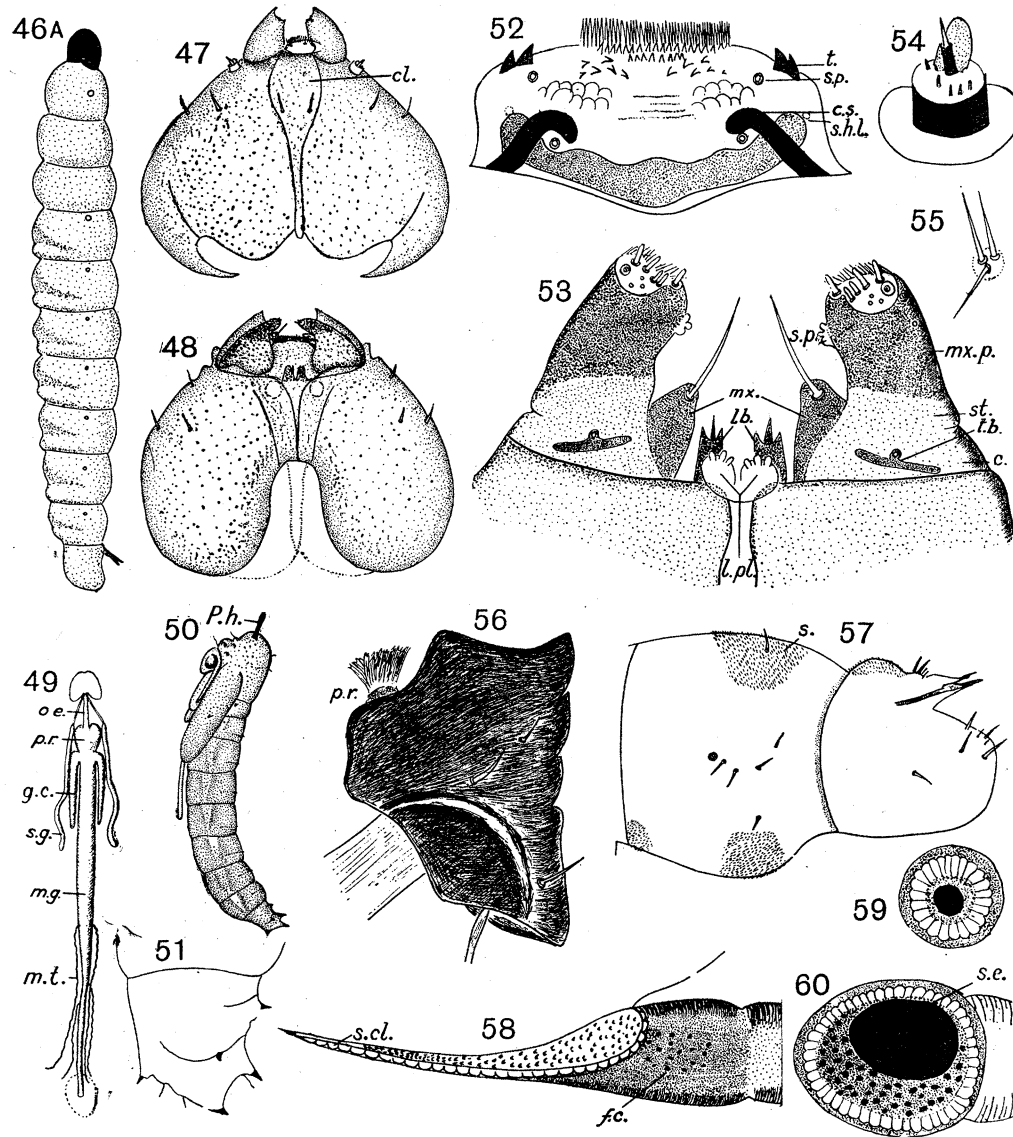 46A
47
cl.
52
t.
s.p.
c.s.
s.h.l.
54
55
48
53
s.p.
mx.p.
mx.
st.
l.b.
t.b.
c.
l.pl.
49
o e.
p.r.
g.c.
s.g.
m.g.
m.t.
50
P.h.
51
56
p.r.
57
s.
58
s.cl.
f.c.
59
60
s.e.